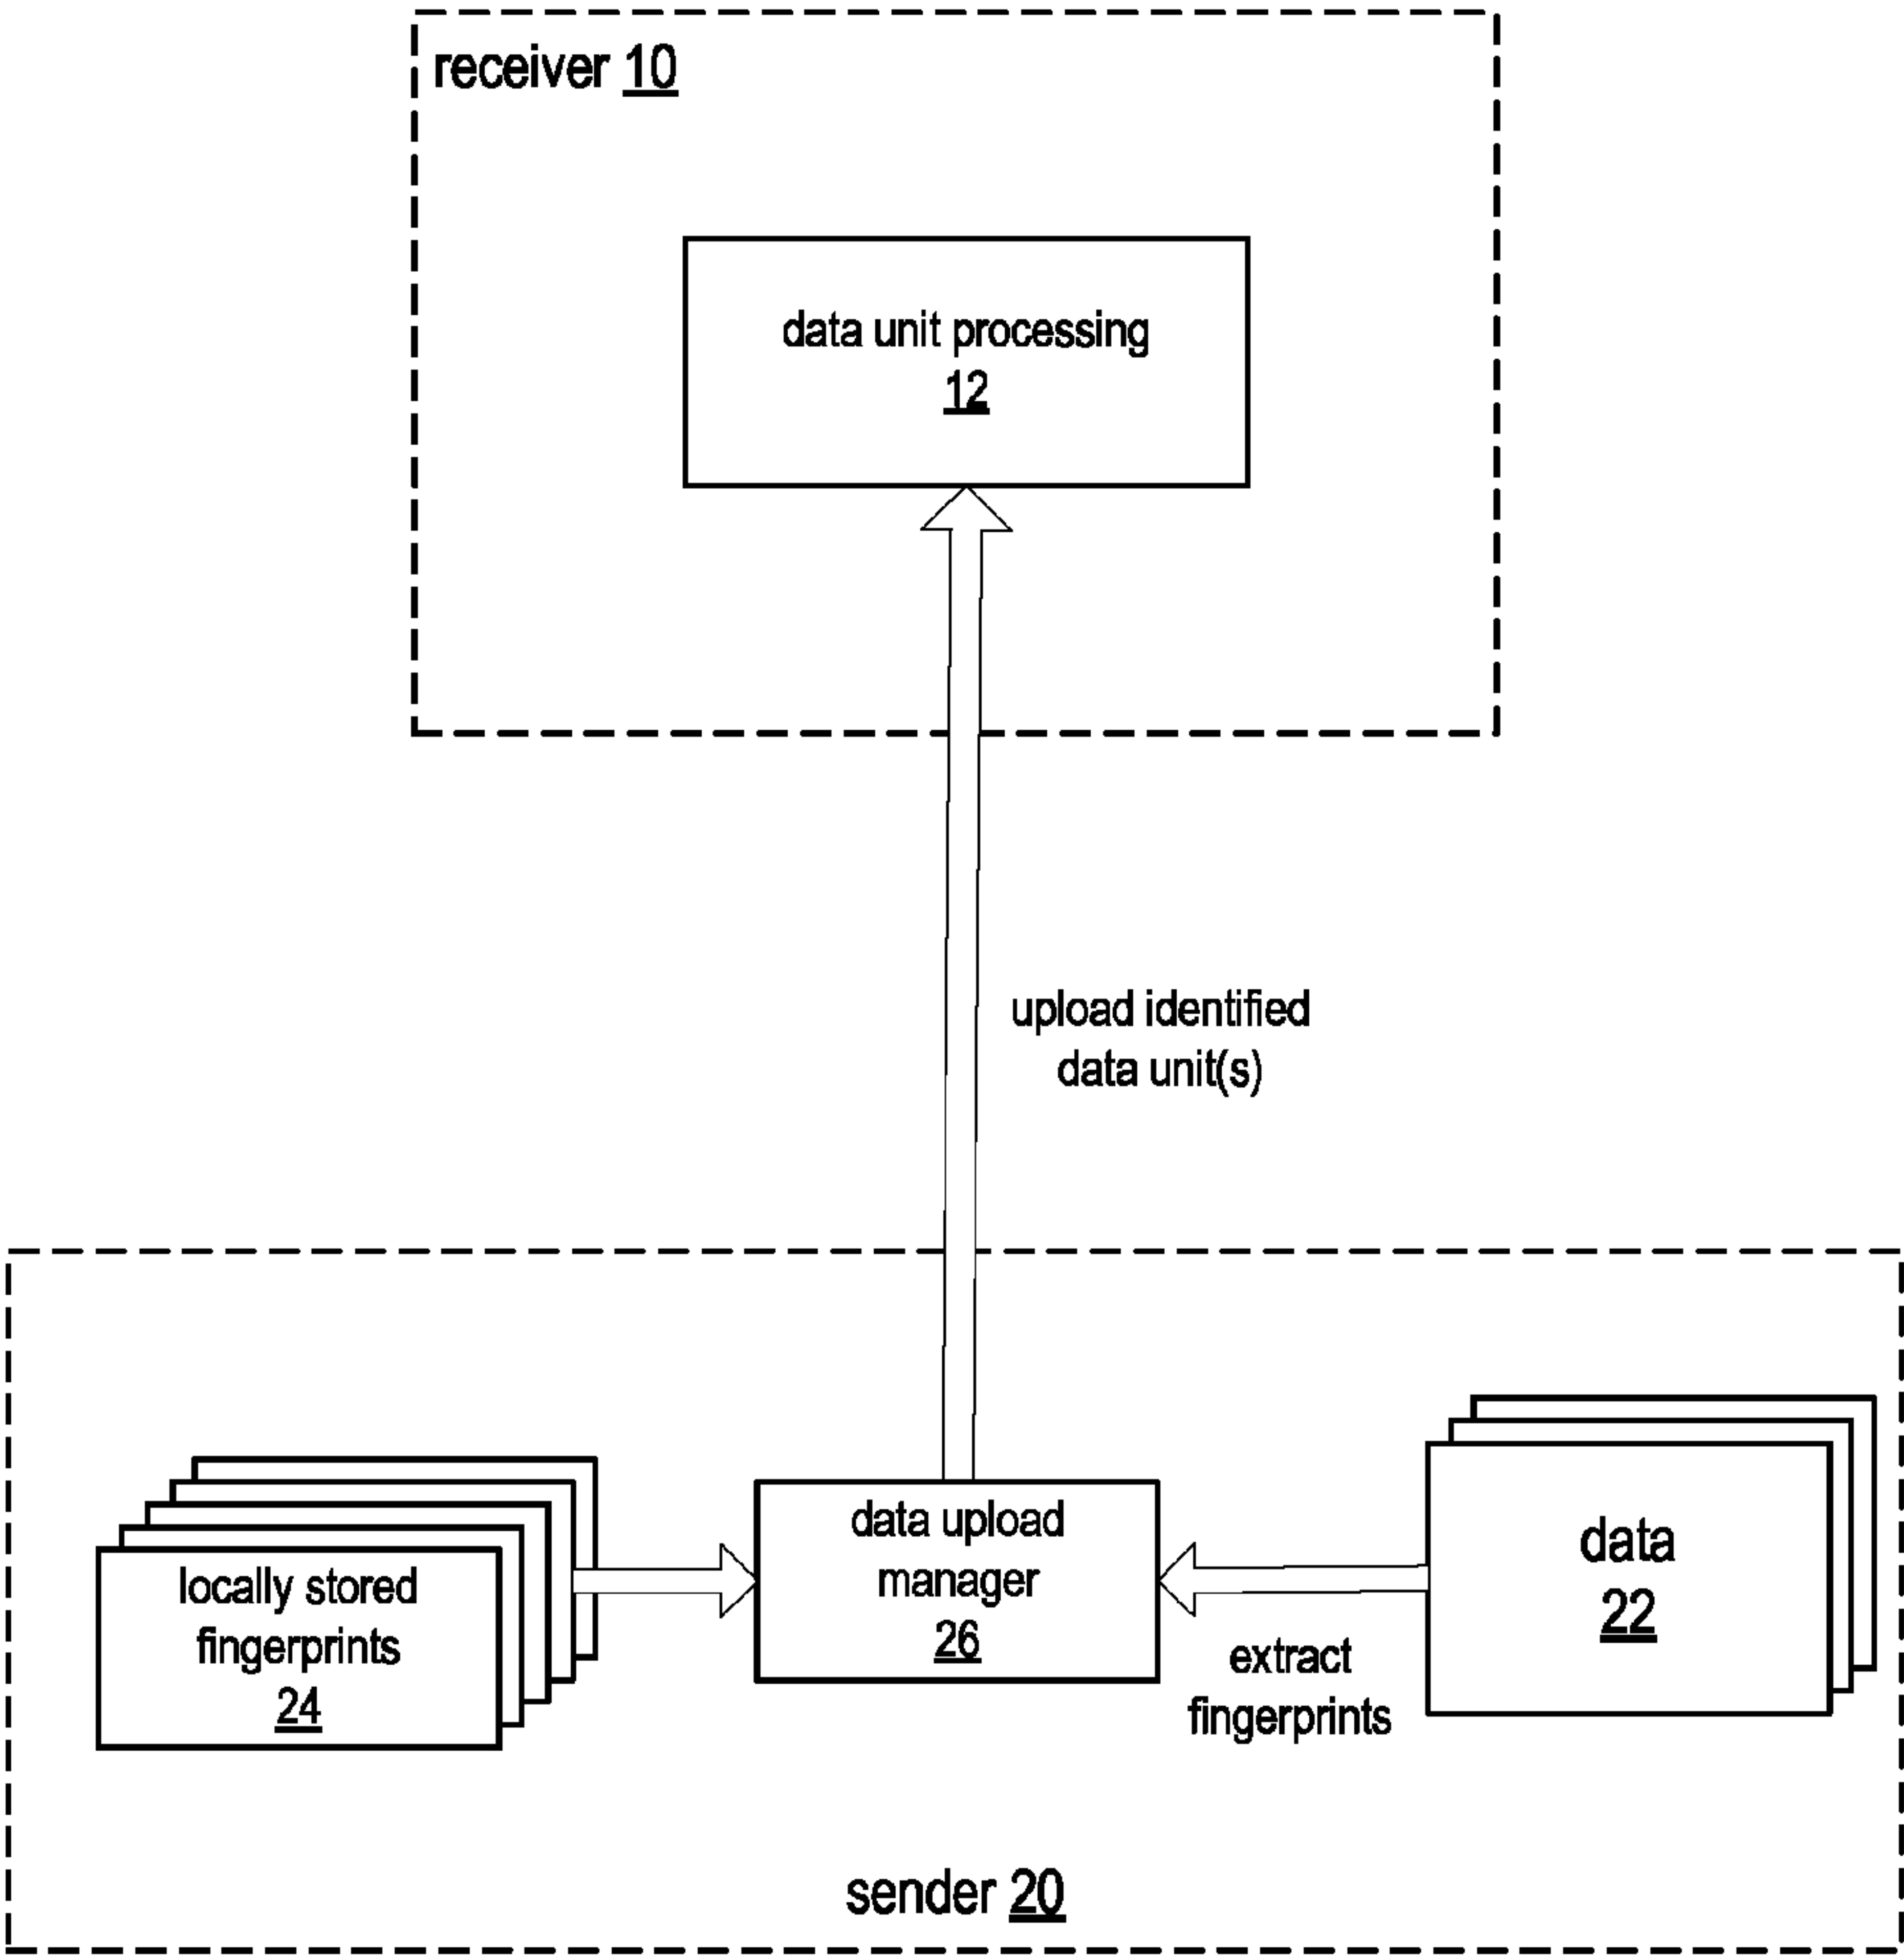 receiver 10
data unit processing
12
upload identified
data unit(s)
locally stored
fingerprints
24
data upload
manager
26
extract
fingerprints
data
22
sender 20